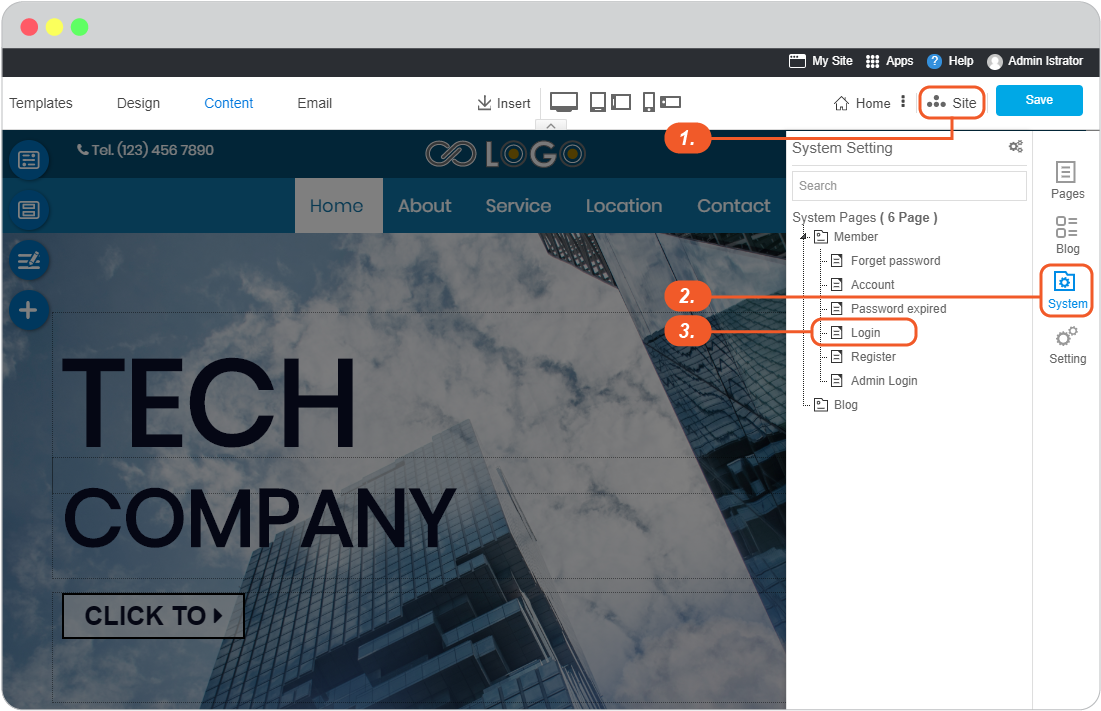 My Site Apps ? Help Admin Istrator
Templates Design Content Email Insert Home Site Save
1.
Tel. (123) 456 7890
LOGO
Home About Service Location Contact
TECH
COMPANY
CLICK TO
System Setting
Search
System Pages ( 6 Page )
Member
Forget password
Account
2.
Password expired
3.
Login
Register
Admin Login
Blog
Pages
Blog
System
Setting